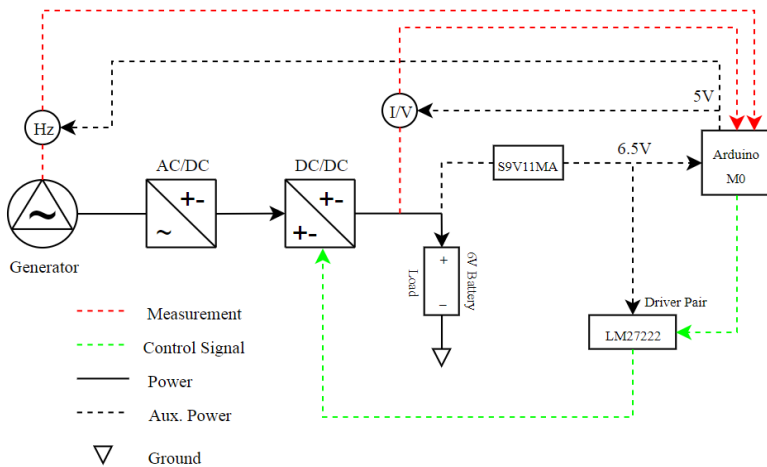 Hz
I/V
5V
6.5V
Arduino
M0
AC/DC
DC/DC
S9V11MA
+-
~
+-
+-
~
Generator
+
−
6V Battery
Load
Driver Pair
LM27222
Measurement
Control Signal
Power
Aux. Power
Ground